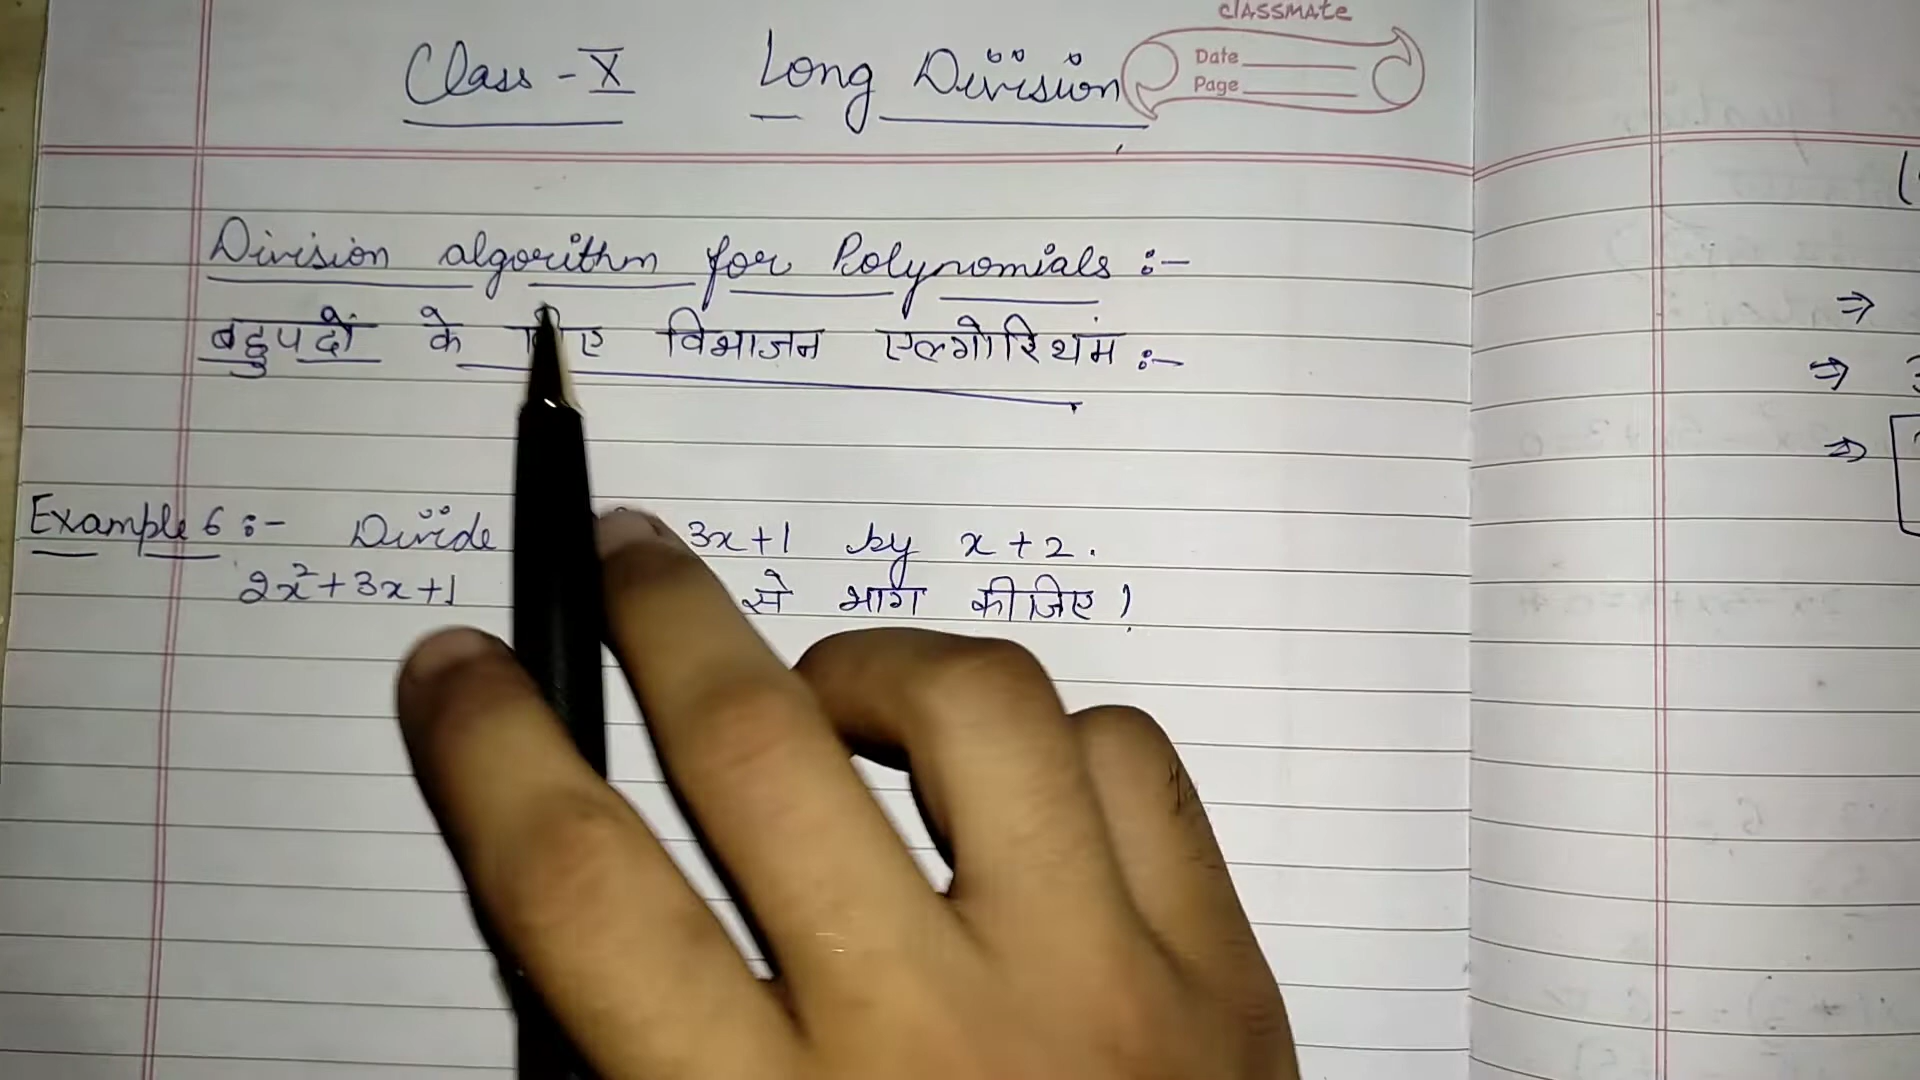 classmate
Class - X Long Division
Date
Page
Division algorithm for Polynomials :-
बहुपदों के विभाजन एल्गोरिथंम :-
Example 6 :- Divide 3x+1 by x+2.
2x²+3x+1 से भाग कीजिए।
⇒
⇒
⇒